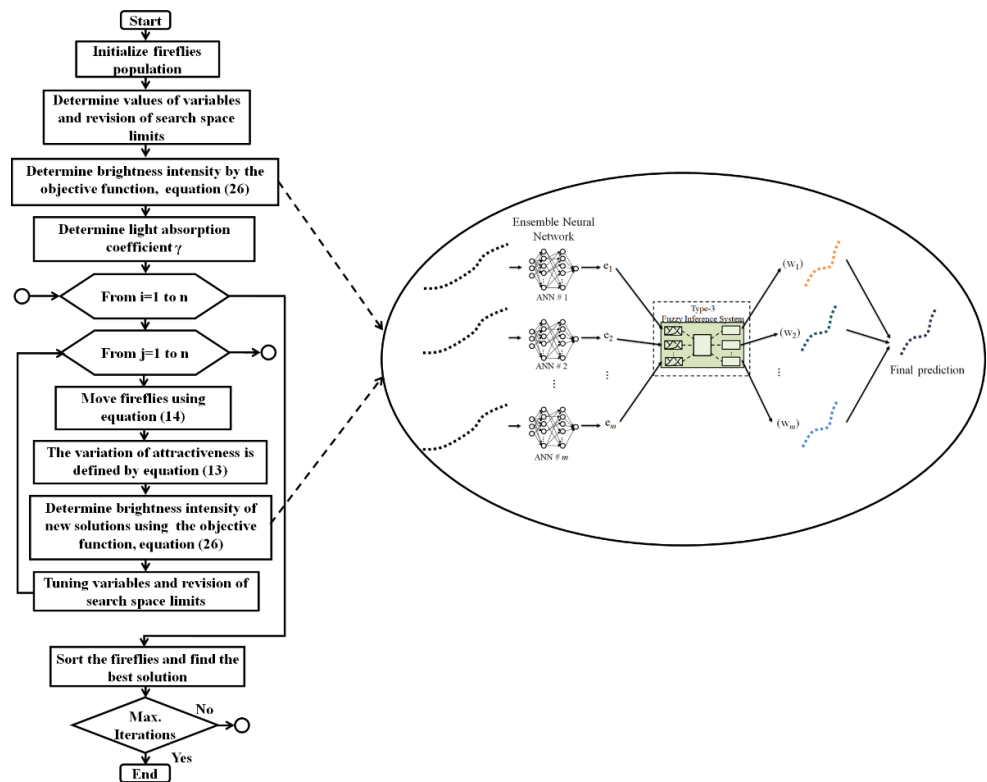 Start
Initialize fireflies
population
Determine values of variables
and revision of search space
limits
Determine brightness intensity by the
objective function, equation (26)
Determine light absorption
coefficient γ
From i=1 to n
From j=1 to n
Move fireflies using
equation (14)
The variation of attractiveness is
defined by equation (13)
Determine brightness intensity of
new solutions using the objective
function, equation (26)
Tuning variables and revision of
search space limits
Sort the fireflies and find the
best solution
Max.
Iterations
No
Yes
End
Ensemble Neural
Network
ANN # 1
e1
ANN # 2
e2
⋮
⋮
ANN # m
em
Type-3
Fuzzy Inference System
(w1)
(w2)
⋮
(wm)
Final prediction